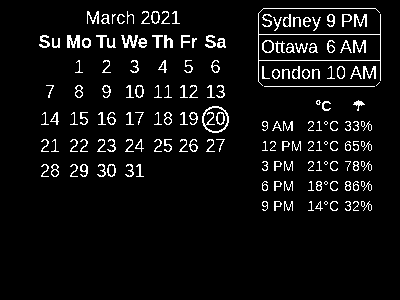 March 2021
Su Mo Tu We Th Fr Sa
1 2 3 4 5 6
7 8 9 10 11 12 13
14 15 16 17 18 19 20
21 22 23 24 25 26 27
28 29 30 31
Sydney 9 PM
Ottawa 6 AM
London 10 AM
°C ☂
9 AM 21°C 33%
12 PM 21°C 65%
3 PM 21°C 78%
6 PM 18°C 86%
9 PM 14°C 32%